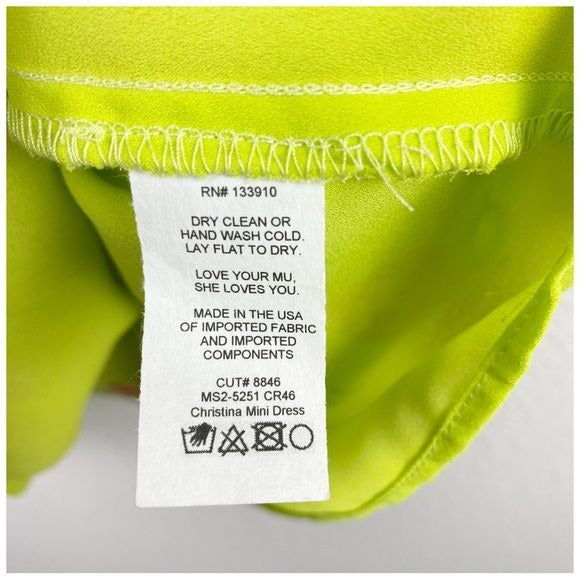 RN# 133910
DRY CLEAN OR
HAND WASH COLD.
LAY FLAT TO DRY.
LOVE YOUR MU,
SHE LOVES YOU.
MADE IN THE USA
OF IMPORTED FABRIC
AND IMPORTED
COMPONENTS
CUT# 8846
MS2-5251 CR46
Christina Mini Dress